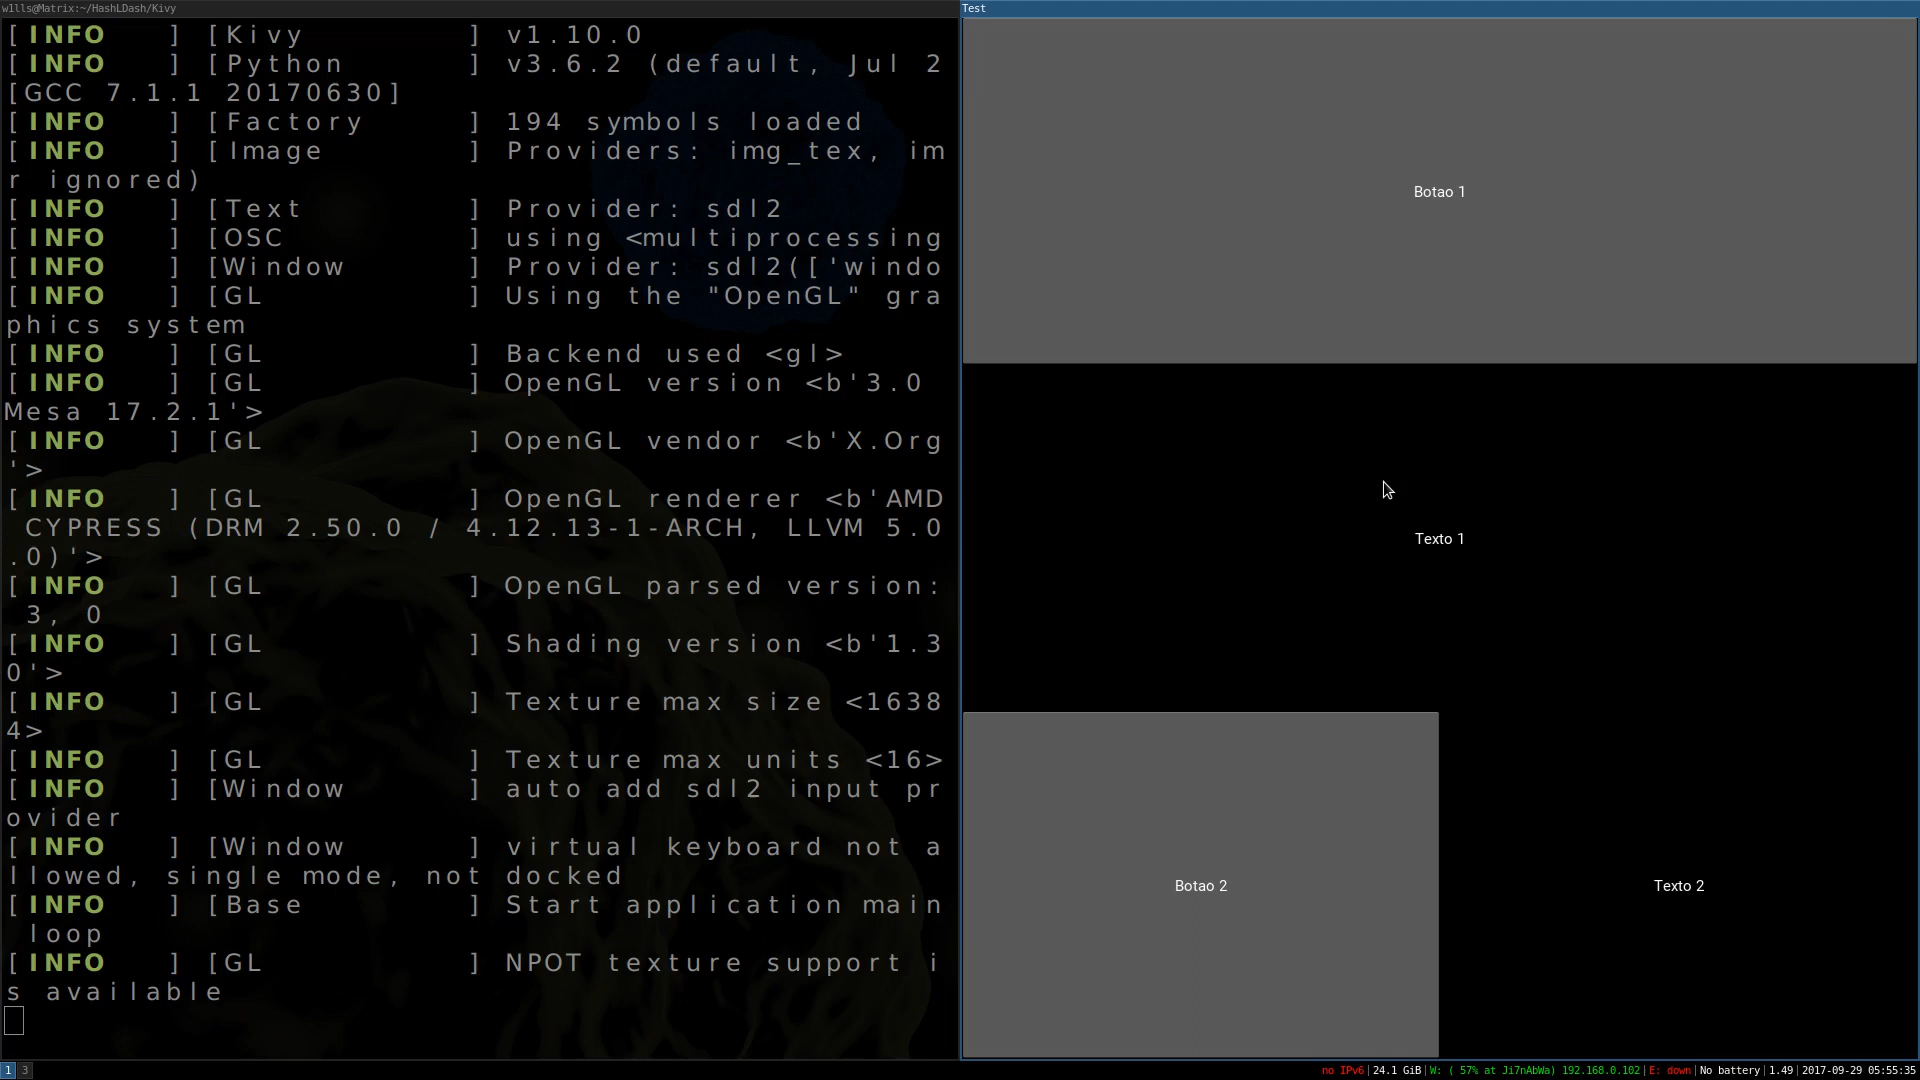 w1lls@Matrix:~/HashLDash/Kivy
[INFO   ] [Kivy        ] v1.10.0
[INFO   ] [Python      ] v3.6.2 (default, Jul 2
[GCC 7.1.1 20170630]
[INFO   ] [Factory     ] 194 symbols loaded
[INFO   ] [Image       ] Providers: img_tex, im
r ignored)
[INFO   ] [Text        ] Provider: sdl2
[INFO   ] [OSC         ] using <multiprocessing
[INFO   ] [Window      ] Provider: sdl2(['windo
[INFO   ] [GL          ] Using the "OpenGL" gra
phics system
[INFO   ] [GL          ] Backend used <gl>
[INFO   ] [GL          ] OpenGL version <b'3.0
Mesa 17.2.1'>
[INFO   ] [GL          ] OpenGL vendor <b'X.Org
'>
[INFO   ] [GL          ] OpenGL renderer <b'AMD
CYPRESS (DRM 2.50.0 / 4.12.13-1-ARCH, LLVM 5.0
.0)'>
[INFO   ] [GL          ] OpenGL parsed version:
3, 0
[INFO   ] [GL          ] Shading version <b'1.3
0'>
[INFO   ] [GL          ] Texture max size <1638
4>
[INFO   ] [GL          ] Texture max units <16>
[INFO   ] [Window      ] auto add sdl2 input pr
ovider
[INFO   ] [Window      ] virtual keyboard not a
llowed, single mode, not docked
[INFO   ] [Base        ] Start application main
loop
[INFO   ] [GL          ] NPOT texture support i
s available
Test
Botao 1
Texto 1
Botao 2
Texto 2
1 3
no IPv6|24.1 GiB|W: ( 57% at Ji7nAbWa) 192.168.0.102|E: down|No battery|1.49|2017-09-29 05:55:35